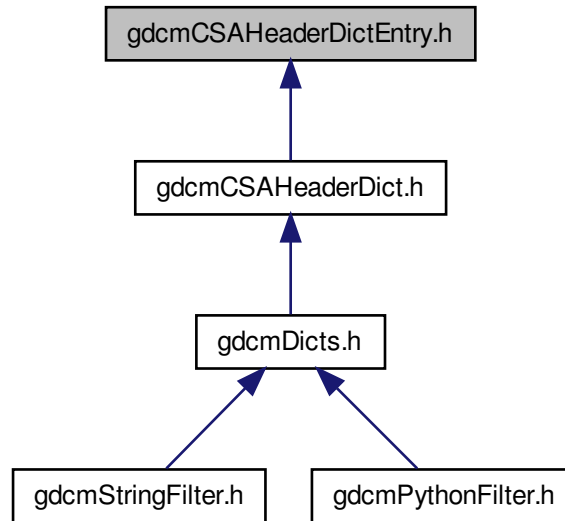 gdcmCSAHeaderDictEntry.h
gdcmCSAHeaderDict.h
gdcmDicts.h
gdcmStringFilter.h
gdcmPythonFilter.h